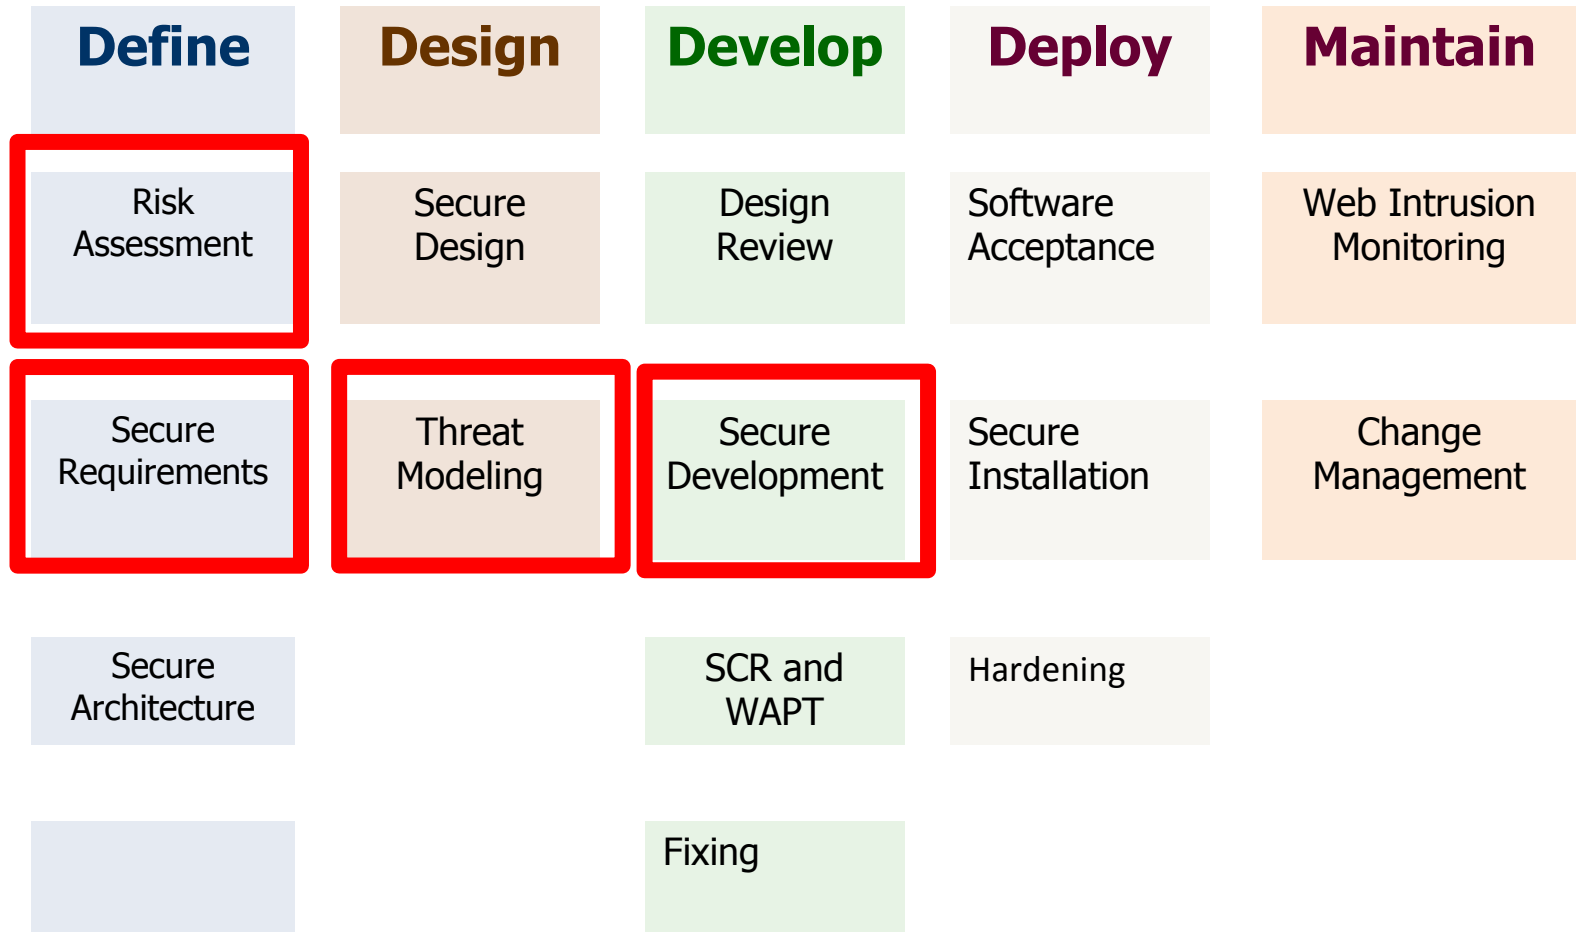 Define
Design
Develop
Deploy
Maintain
Risk
Assessment
Secure
Design
Design
Review
Software
Acceptance
Web Intrusion
Monitoring
Secure
Requirements
Threat
Modeling
Secure
Development
Secure
Installation
Change
Management
Secure
Architecture
SCR and
WAPT
Hardening
Fixing